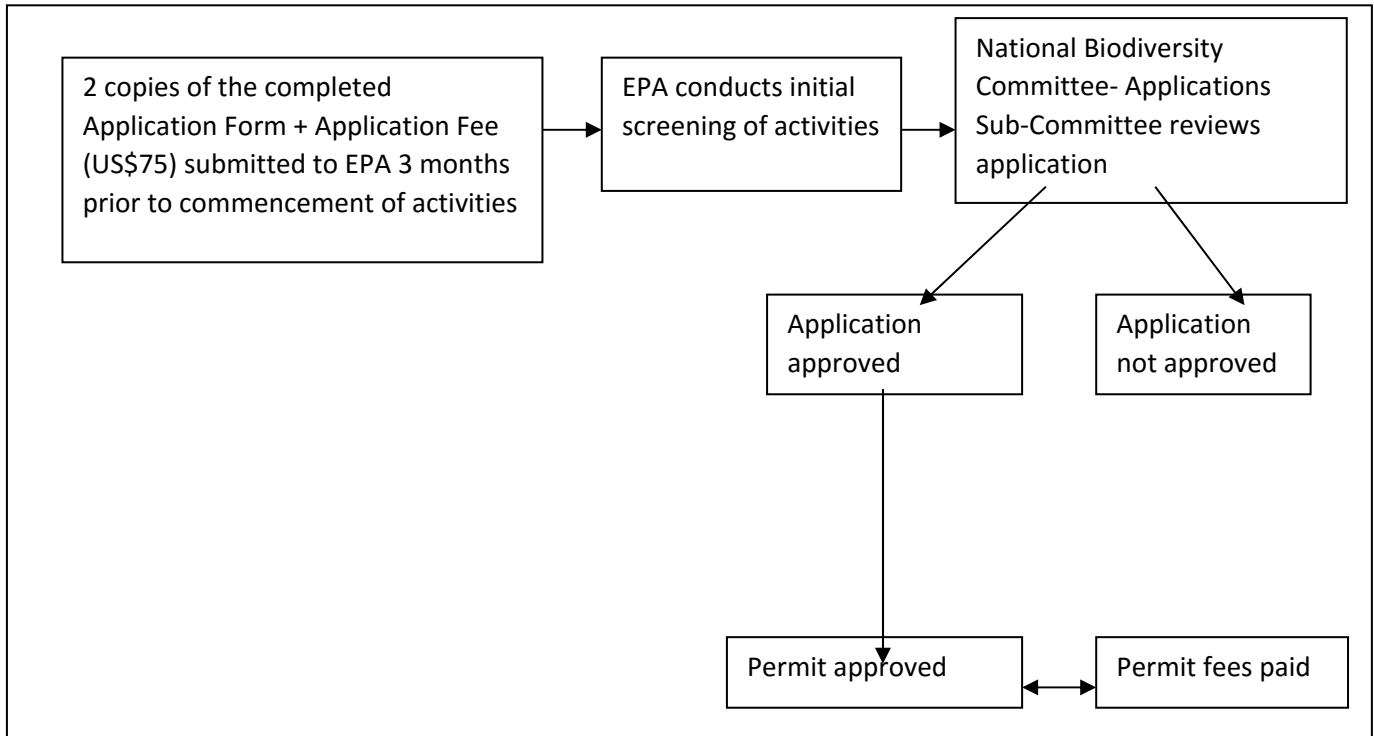 2 copies of the completed
Application Form + Application Fee
(US$75) submitted to EPA 3 months
prior to commencement of activities
EPA conducts initial
screening of activities
National Biodiversity
Committee- Applications
Sub-Committee reviews
application
Application
approved
Application
not approved
Permit approved
Permit fees paid